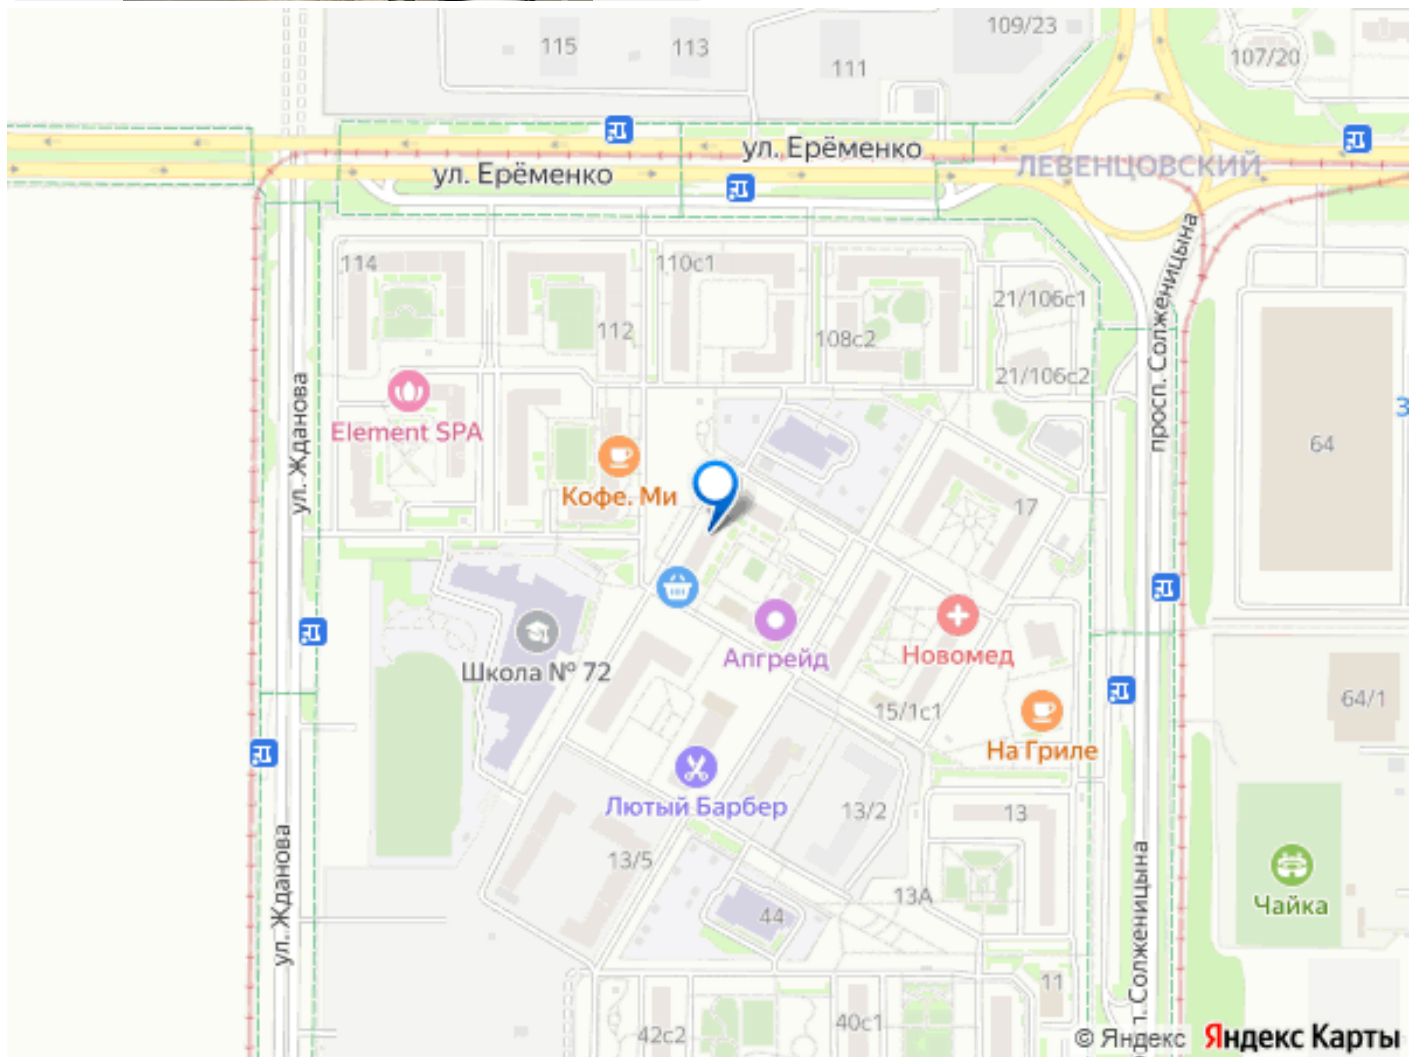 109/23
115
113
111
107/20
ул. Ерёменко
ЛЕВЕНЦОВСКИЙ
ул. Ерёменко
просп. Солженицына
114
110с1
21/106с1
112
108с2
21/106с2
ул. Жданова
Element SPA
З
64
Кофе. Ми
17
Школа № 72
Апгрейд
Новомед
15/1с1
64/1
На Гриле
Лютый Барбер
13/2
13
13/5
13А
44
Чайка
ул. Жданова
11
42с2
40с1
п. Солженицына
© Яндекс Яндекс Карты